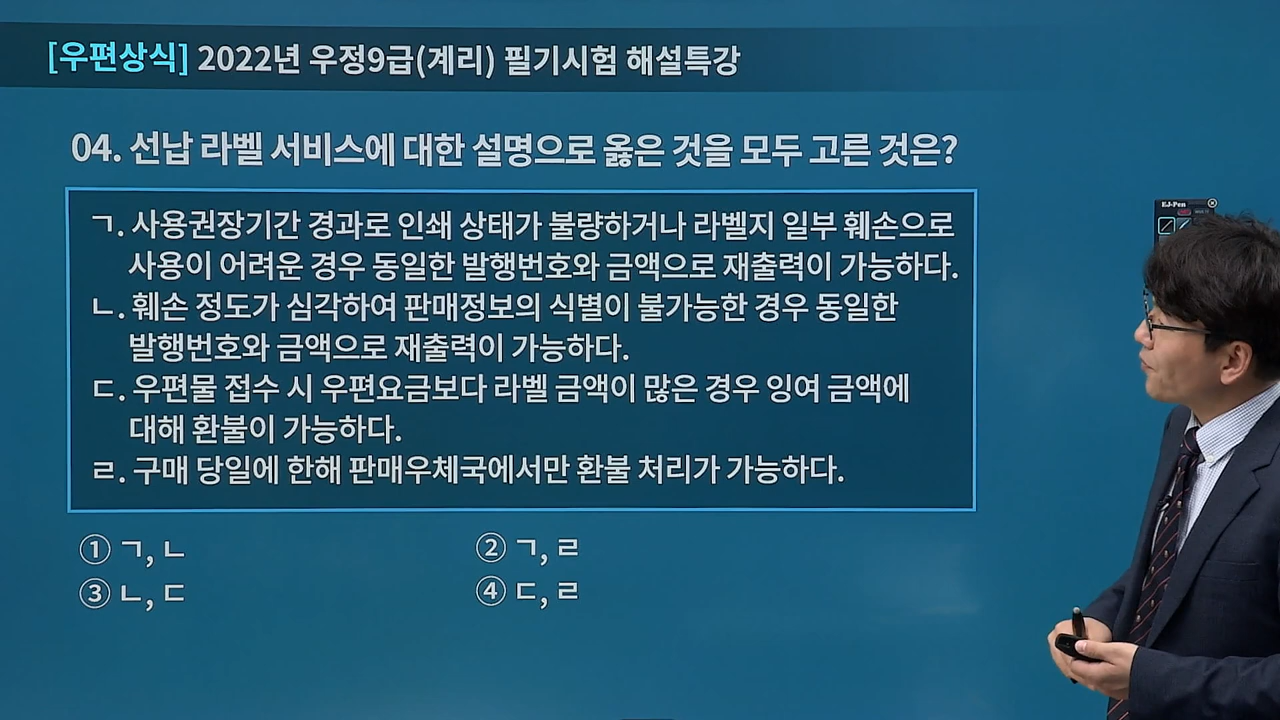 [우편상식] 2022년 우정9급(계리) 필기시험 해설특강
04. 선납 라벨 서비스에 대한 설명으로 옳은 것을 모두 고른 것은?
ㄱ. 사용권장기간 경과로 인쇄 상태가 불량하거나 라벨지 일부 훼손으로
사용이 어려운 경우 동일한 발행번호와 금액으로 재출력이 가능하다.
ㄴ. 훼손 정도가 심각하여 판매정보의 식별이 불가능한 경우 동일한
발행번호와 금액으로 재출력이 가능하다.
ㄷ. 우편물 접수 시 우편요금보다 라벨 금액이 많은 경우 잉여 금액에
대해 환불이 가능하다.
ㄹ. 구매 당일에 한해 판매우체국에서만 환불 처리가 가능하다.
① ㄱ, ㄴ ② ㄱ, ㄹ
③ ㄴ, ㄷ ④ ㄷ, ㄹ
EJ-Pen